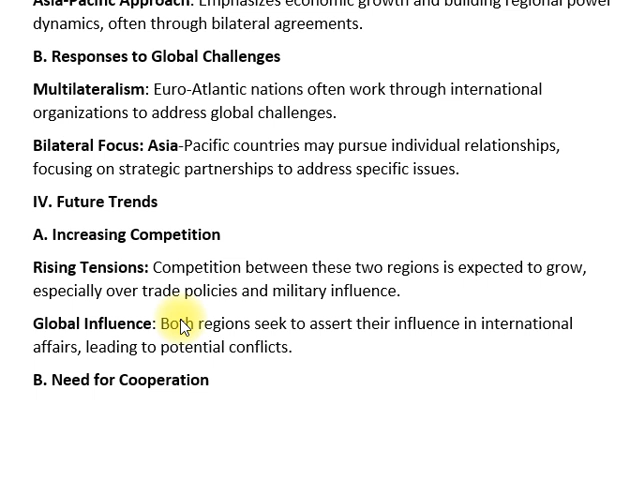 Asia-Pacific Approach: Emphasizes economic growth and building regional power
dynamics, often through bilateral agreements.
B. Responses to Global Challenges
Multilateralism: Euro-Atlantic nations often work through international
organizations to address global challenges.
Bilateral Focus: Asia-Pacific countries may pursue individual relationships,
focusing on strategic partnerships to address specific issues.
IV. Future Trends
A. Increasing Competition
Rising Tensions: Competition between these two regions is expected to grow,
especially over trade policies and military influence.
Global Influence: Both regions seek to assert their influence in international
affairs, leading to potential conflicts.
B. Need for Cooperation